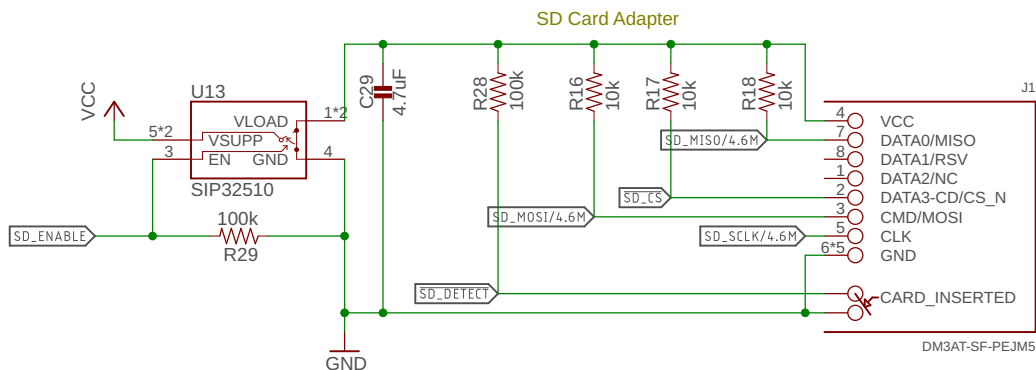 SD Card Adapter
VCC
U13
VLOAD
1*2
5*2
VSUPP
3
EN
GND
4
SIP32510
SD_ENABLE
100k
R29
C29
4.7uF
R28
100k
R16
10k
R17
10k
R18
10k
SD_MISO/4.6M
SD_CS
SD_MOSI/4.6M
SD_SCLK/4.6M
SD_DETECT
GND
J1
4
VCC
7
DATA0/MISO
8
DATA1/RSV
1
DATA2/NC
2
DATA3-CD/CS_N
3
CMD/MOSI
5
CLK
6*5
GND
CARD_INSERTED
DM3AT-SF-PEJM5